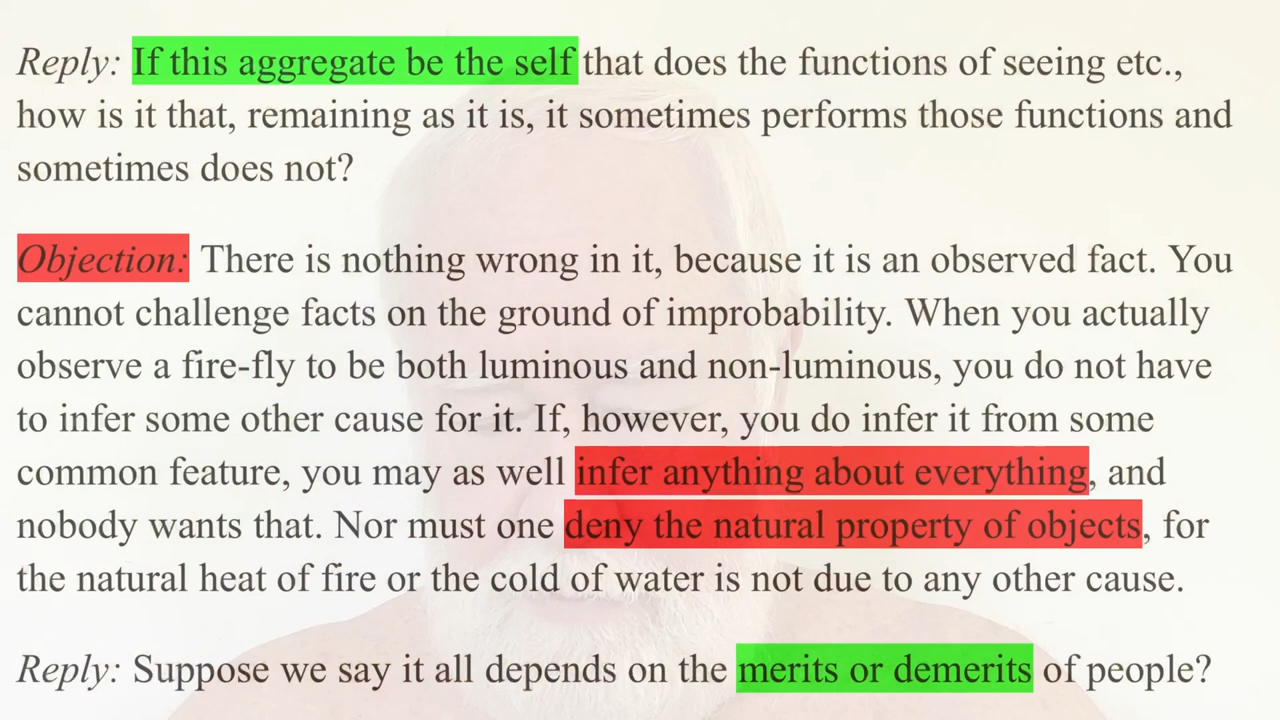 Reply: If this aggregate be the self that does the functions of seeing etc.,
how is it that, remaining as it is, it sometimes performs those functions and
sometimes does not?
Objection: There is nothing wrong in it, because it is an observed fact. You
cannot challenge facts on the ground of improbability. When you actually
observe a fire-fly to be both luminous and non-luminous, you do not have
to infer some other cause for it. If, however, you do infer it from some
common feature, you may as well infer anything about everything, and
nobody wants that. Nor must one deny the natural property of objects, for
the natural heat of fire or the cold of water is not due to any other cause.
Reply: Suppose we say it all depends on the merits or demerits of people?